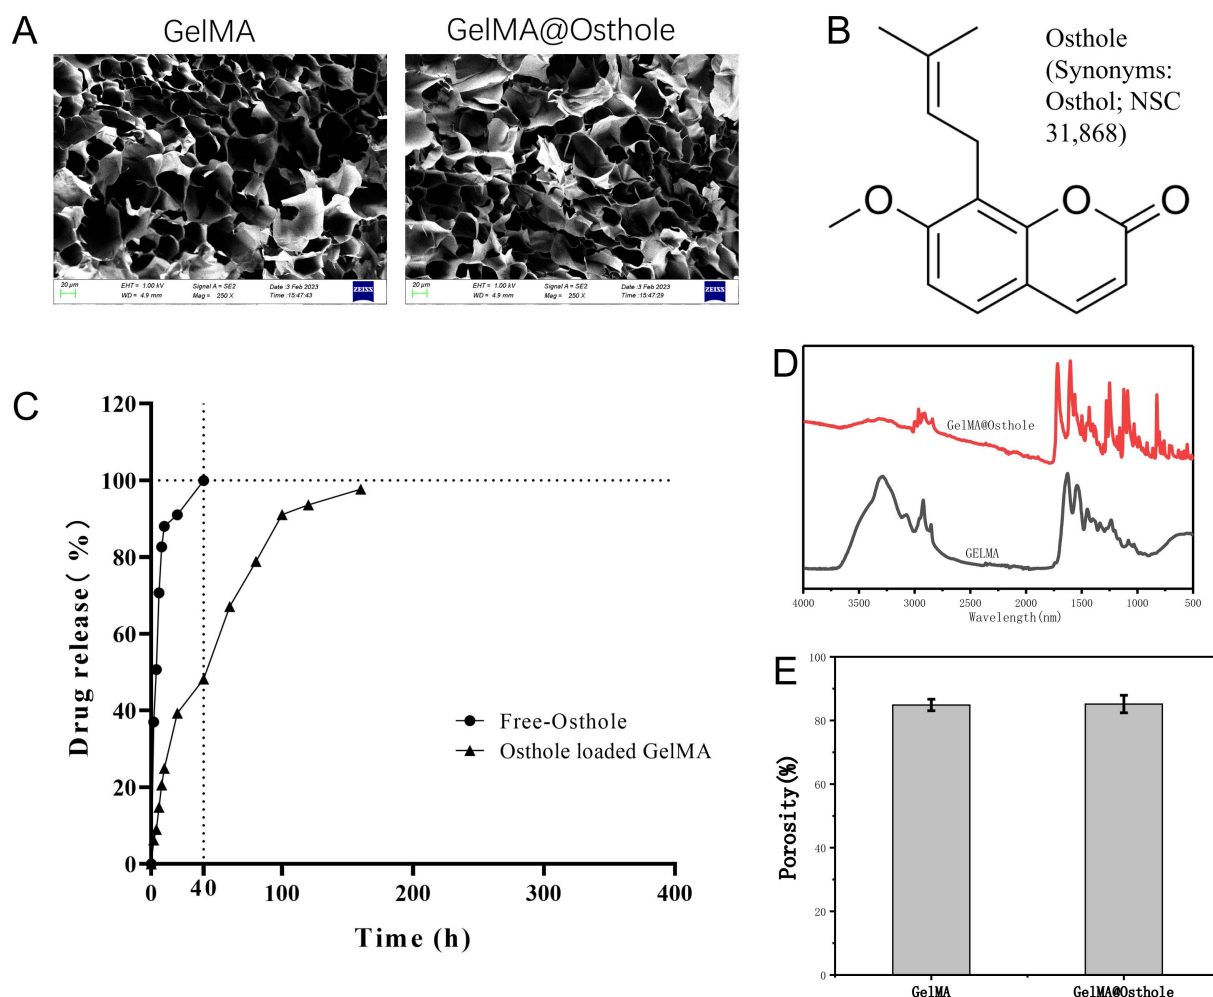 A
GelMA
GelMA@Osthole
20 µm
EHT = 1.00 kV
Signal A = SE2
Date :3 Feb 2023
WD = 4.9 mm
Mag = 250 X
Time :15:47:43
ZEISS
20 µm
EHT = 1.00 kV
Signal A = SE2
Date :3 Feb 2023
WD = 4.9 mm
Mag = 250 X
Time :15:47:29
ZEISS
B
Osthole
(Synonyms:
Osthol; NSC
31,868)
O
O
O
C
120
100
80
60
40
20
0
Drug release( %)
0
40
100
200
300
400
Time (h)
Free-Osthole
Osthole loaded GelMA
D
GelMA@Osthole
GELMA
4000
3500
3000
2500
2000
1500
1000
500
Wavelength(nm)
E
100
80
60
40
20
0
Porosity(%)
GelMA
GelMA@Osthole